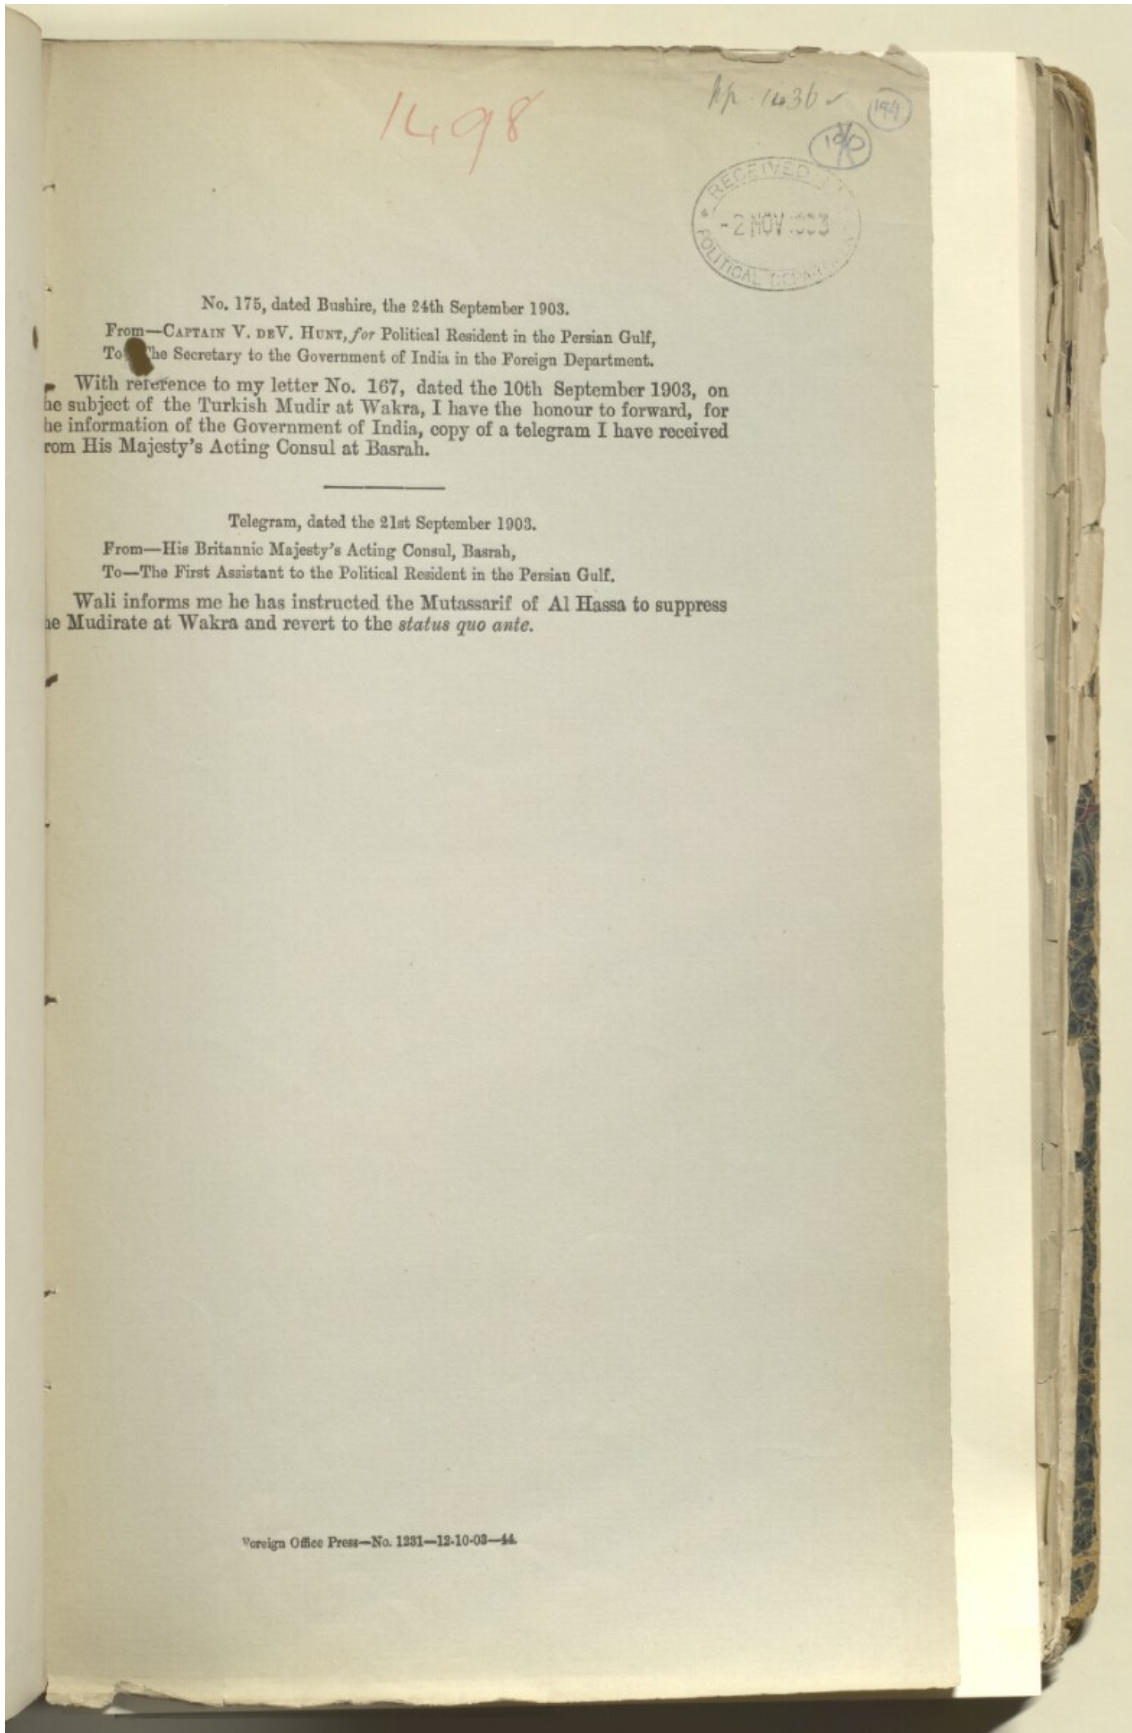 1498
1436
194
190
RECEIVED
-2 NOV 1903
POLITICAL
No. 175, dated Bushire, the 24th September 1903.
From—CAPTAIN V. DEV. HUNT, for Political Resident in the Persian Gulf,
To The Secretary to the Government of India in the Foreign Department.
With reference to my letter No. 167, dated the 10th September 1903, on
he subject of the Turkish Mudir at Wakra, I have the honour to forward, for
he information of the Government of India, copy of a telegram I have received
rom His Majesty's Acting Consul at Basrah.
Telegram, dated the 21st September 1903.
From—His Britannic Majesty's Acting Consul, Basrah,
To—The First Assistant to the Political Resident in the Persian Gulf.
Wali informs me he has instructed the Mutassarif of Al Hassa to suppress
he Mudirate at Wakra and revert to the status quo ante.
Foreign Office Press—No. 1231—12-10-03—44.